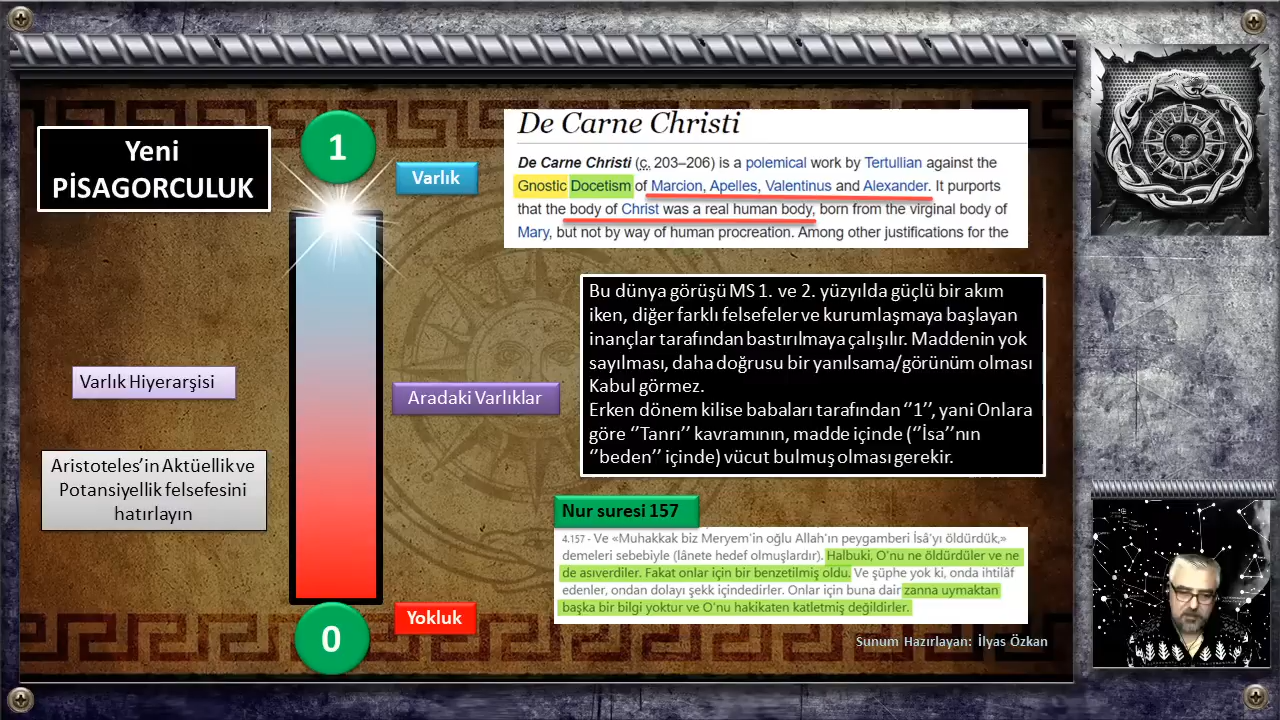 Yeni
PİSAGORCULUK
1
Varlık
Varlık Hiyerarşisi
Aradaki Varlıklar
Aristoteles’in Aktüellik ve
Potansiyellik felsefesini
hatırlayın
Yokluk
0
De Carne Christi
De Carne Christi (c. 203–206) is a polemical work by Tertullian against the
Gnostic Docetism of Marcion, Apelles, Valentinus and Alexander. It purports
that the body of Christ was a real human body, born from the virginal body of
Mary, but not by way of human procreation. Among other justifications for the
Bu dünya görüşü MS 1. ve 2. yüzyılda güçlü bir akım
iken, diğer farklı felsefeler ve kurumlaşmaya başlayan
inançlar tarafından bastırılmaya çalışılır. Maddenin yok
sayılması, daha doğrusu bir yanılsama/görünüm olması
Kabul görmez.
Erken dönem kilise babaları tarafından ‘’1’’, yani Onlara
göre ‘’Tanrı’’ kavramının, madde içinde (‘’İsa’’nın
‘’beden’’ içinde) vücut bulmuş olması gerekir.
Nur suresi 157
4.157 - Ve «Muhakkak biz Meryem'in oğlu Allah'ın peygamberi İsâ'yı öldürdük,»
demeleri sebebiyle (lânete hedef olmuşlardır). Halbuki, O'nu ne öldürdüler ve ne
de asıverdiler. Fakat onlar için bir benzetilmiş oldu. Ve şüphe yok ki, onda ihtilâf
edenler, ondan dolayı şekk içindedirler. Onlar için buna dair zanna uymaktan
başka bir bilgi yoktur ve O'nu hakikaten katletmiş değildirler.
Sunum Hazırlayan: İlyas Özkan